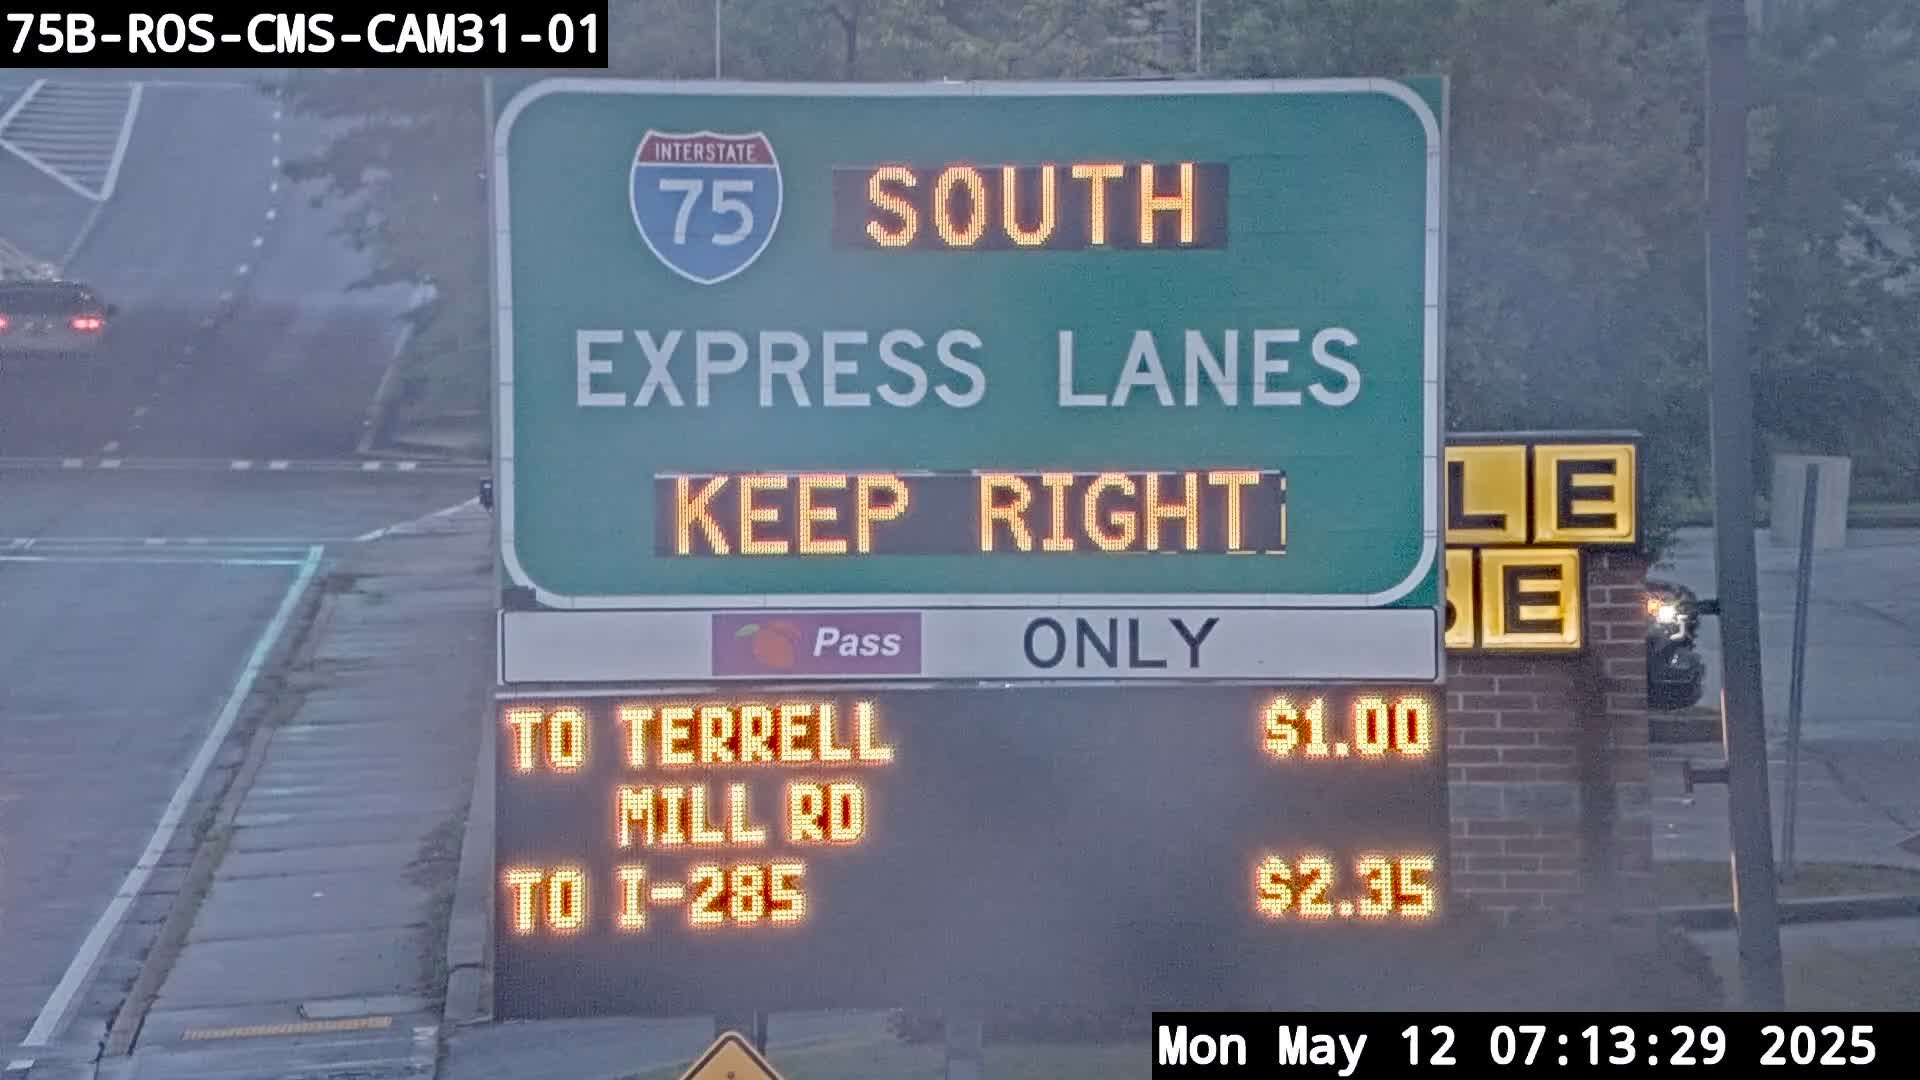 75B-ROS-CMS-CAM31-01
INTERSTATE
75
SOUTH
EXPRESS LANES
KEEP RIGHT
Pass ONLY
LE
E
TO TERRELL $1.00
MILL RD
TO I-285 $2.35
Mon May 12 07:13:29 2025